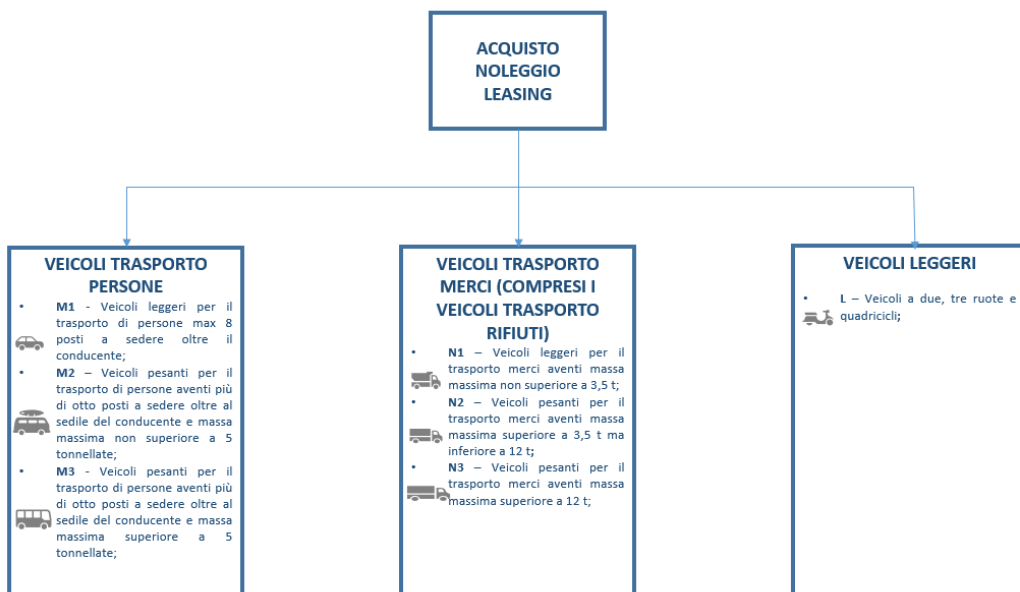 ACQUISTO
NOLEGGIO
LEASING
VEICOLI TRASPORTO
PERSONE
• M1 - Veicoli leggeri per il
trasporto di persone max 8
posti a sedere oltre il
conducente;
• M2 – Veicoli pesanti per il
trasporto di persone aventi più
di otto posti a sedere oltre al
sedile del conducente e massa
massima non superiore a 5
tonnellate;
• M3 - Veicoli pesanti per il
trasporto di persone aventi più
di otto posti a sedere oltre al
sedile del conducente e massa
massima superiore a 5
tonnellate;
VEICOLI TRASPORTO
MERCI (COMPRESI I
VEICOLI TRASPORTO
RIFIUTI)
• N1 – Veicoli leggeri per il
trasporto merci aventi massa
massima non superiore a 3,5 t;
• N2 – Veicoli pesanti per il
trasporto merci aventi massa
massima superiore a 3,5 t ma
inferiore a 12 t;
• N3 – Veicoli pesanti per il
trasporto merci aventi massa
massima superiore a 12 t;
VEICOLI LEGGERI
• L – Veicoli a due, tre ruote e
quadricicli;